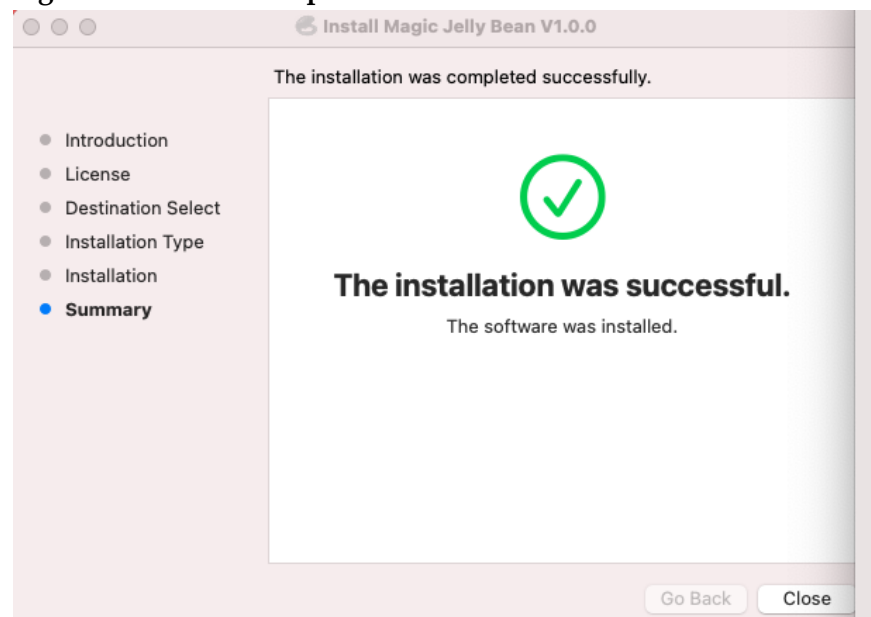 Install Magic Jelly Bean V1.0.0
The installation was completed successfully.
Introduction
License
Destination Select
Installation Type
Installation
Summary
The installation was successful.
The software was installed.
Go Back
Close